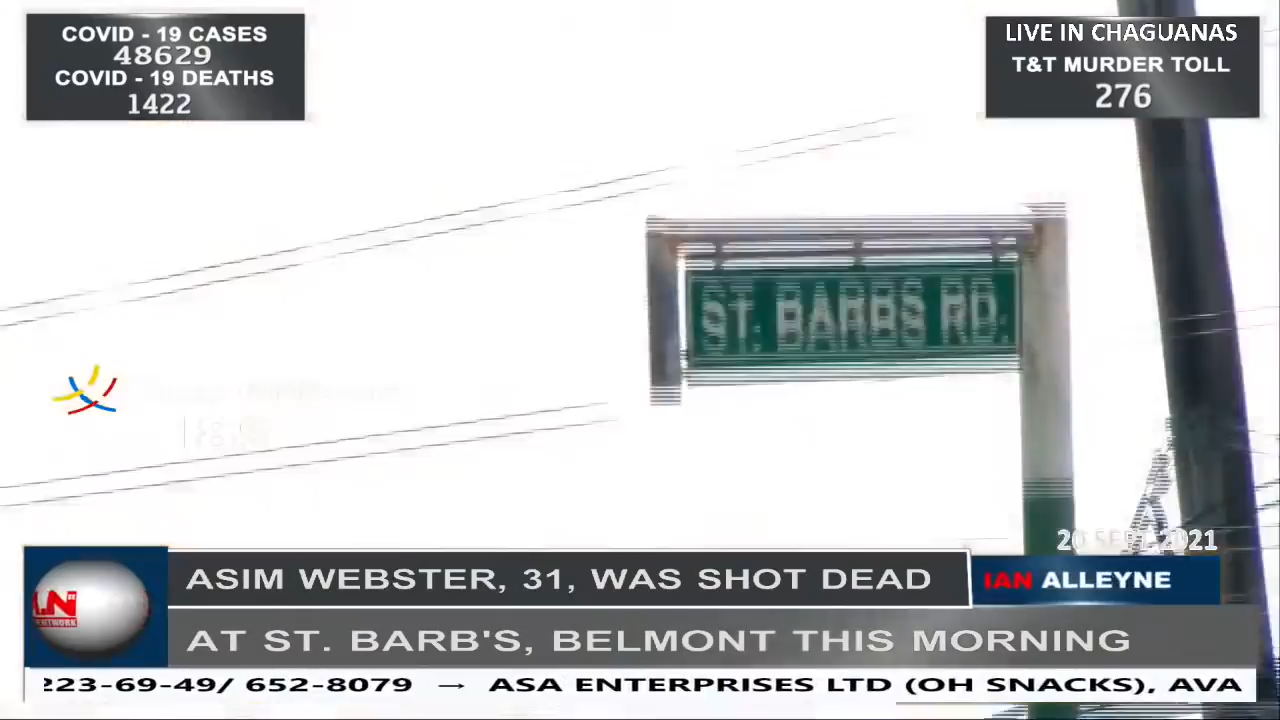 COVID - 19 CASES
48629
COVID - 19 DEATHS
1422
LIVE IN CHAGUANAS
T&T MURDER TOLL
276
ST. BARBS RD.
20 SEPT 2021
ASIM WEBSTER, 31, WAS SHOT DEAD
IAN ALLEYNE
AT ST. BARB'S, BELMONT THIS MORNING
223-69-49/ 652-8079 → ASA ENTERPRISES LTD (OH SNACKS), AVA